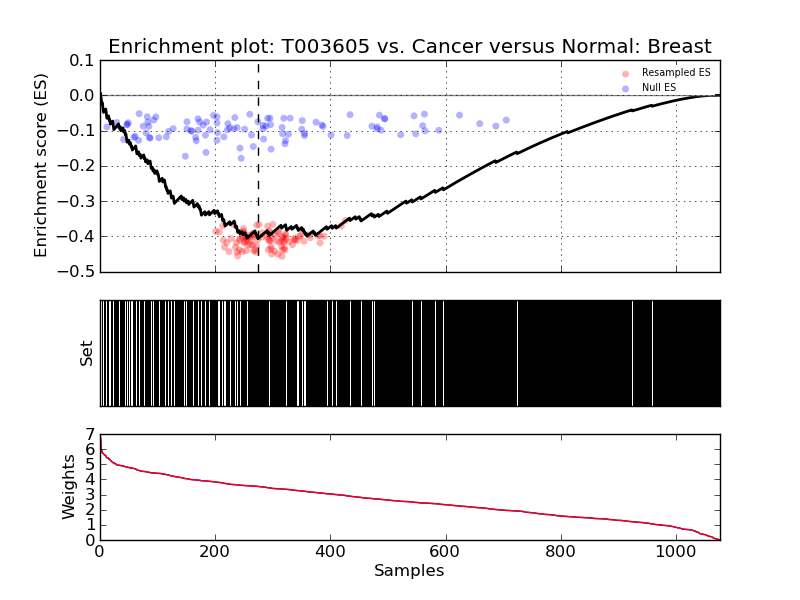 Enrichment plot: T003605 vs. Cancer versus Normal: Breast
Enrichment score (ES)
0.1
0.0
−0.1
−0.2
−0.3
−0.4
−0.5
Resampled ES
Null ES
Set
Weights
7
6
5
4
3
2
1
0
0 200 400 600 800 1000
Samples